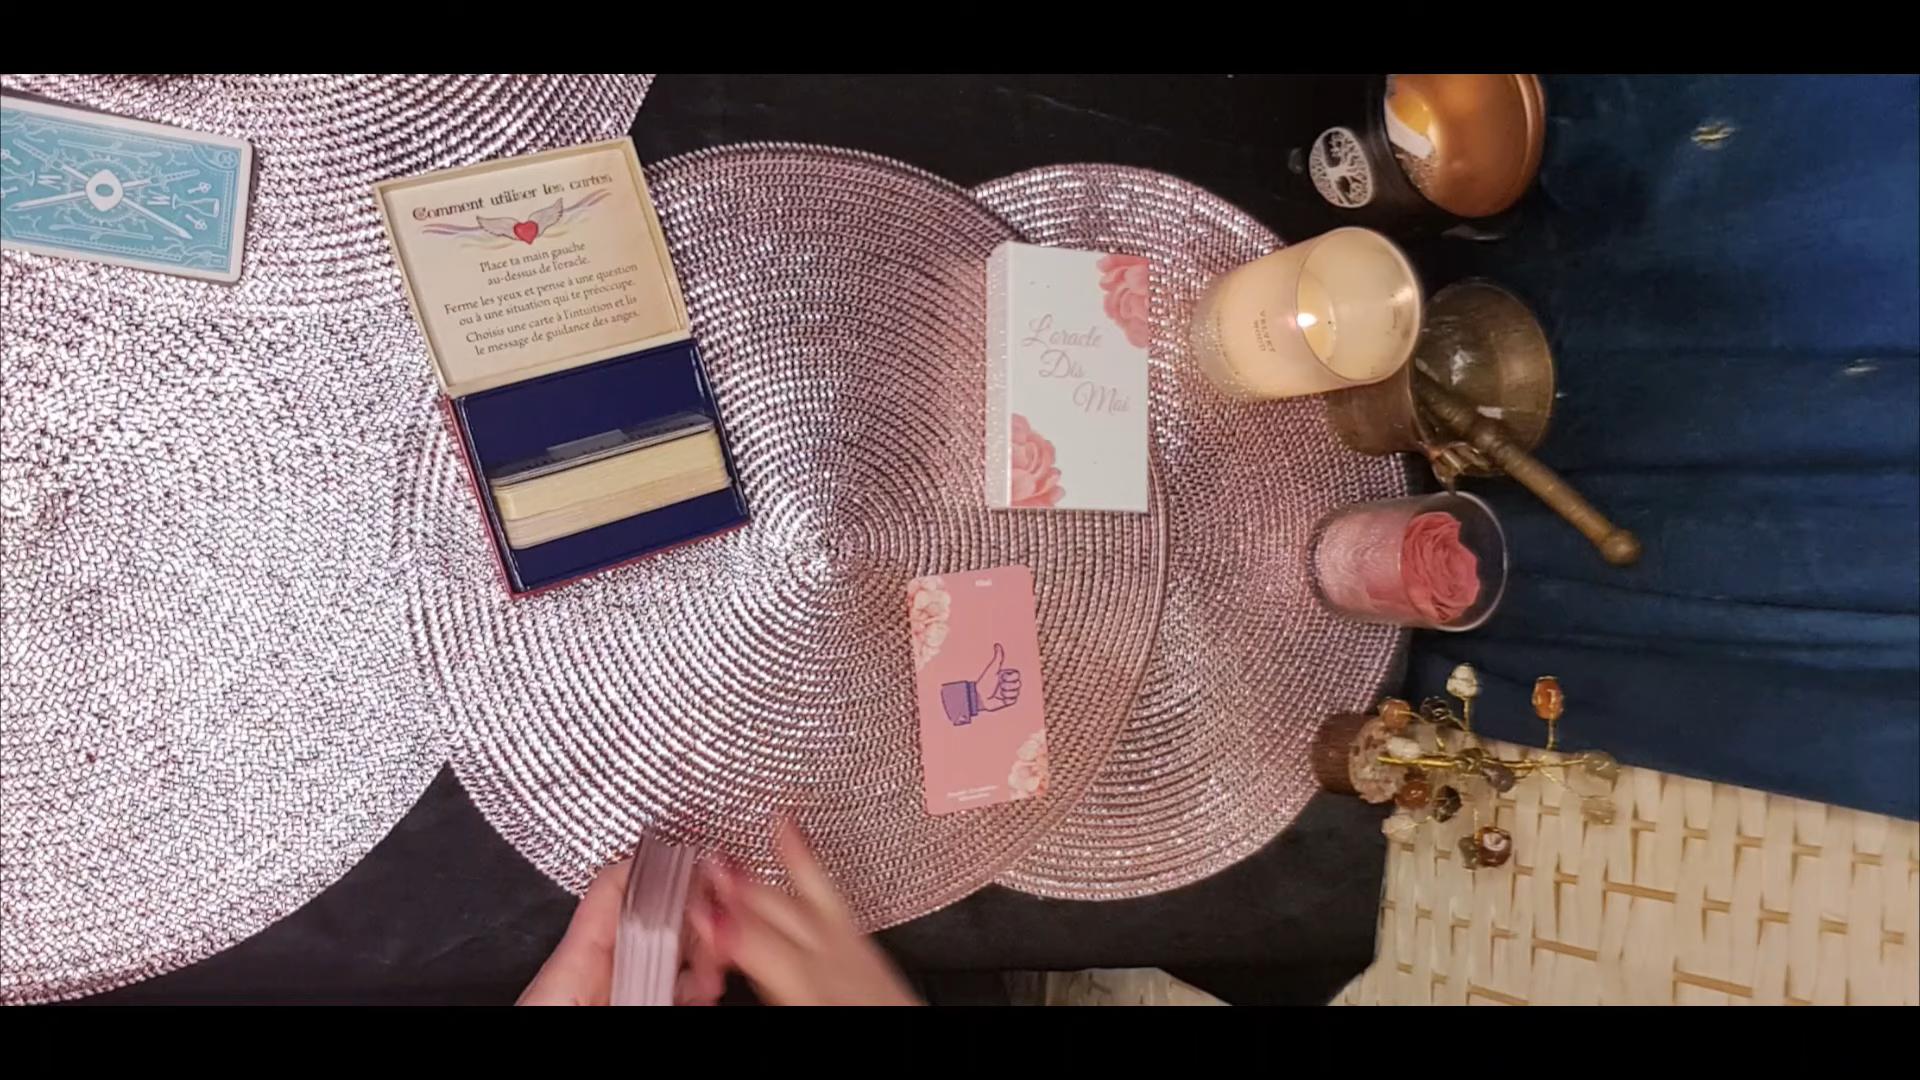 Comment utiliser les cartes
Place ta main gauche
au-dessus de l'oracle.
Ferme les yeux et pense à une question
ou à une situation qui te préoccupe.
Choisis une carte à l'intuition et lis
le message de guidance des anges.
L'oracle
Dis
Moi
VELVET
WOOD